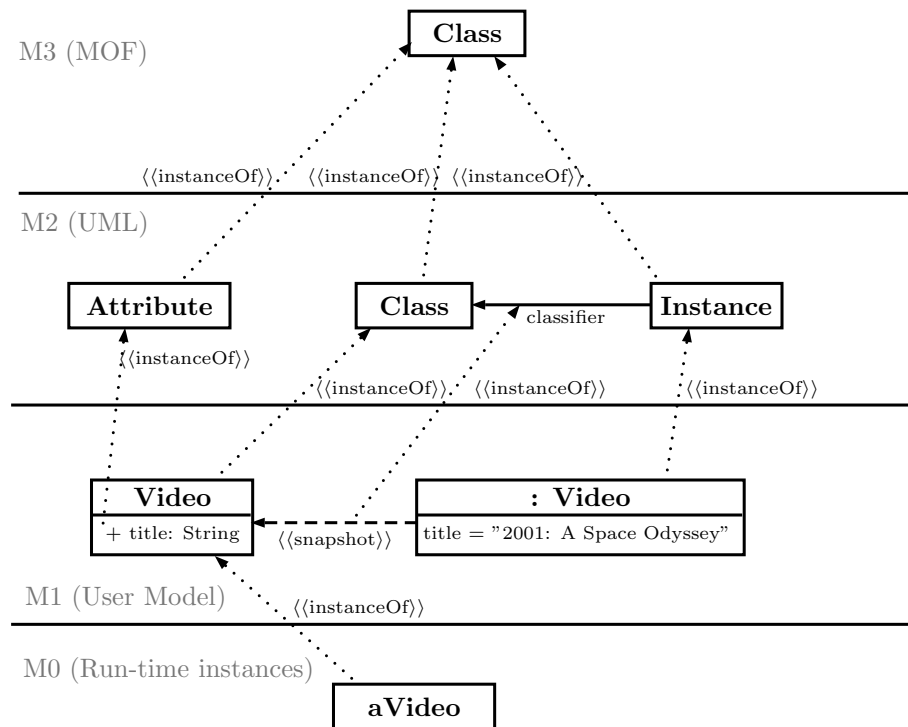 Class
M3 (MOF)
⟨⟨instanceOf⟩⟩ ⟨⟨instanceOf⟩⟩ ⟨⟨instanceOf⟩⟩
M2 (UML)
Attribute Class Instance
classifier
⟨⟨instanceOf⟩⟩
⟨⟨instanceOf⟩⟩ ⟨⟨instanceOf⟩⟩ ⟨⟨instanceOf⟩⟩
Video : Video
+ title: String title = "2001: A Space Odyssey"
⟨⟨snapshot⟩⟩
M1 (User Model)
⟨⟨instanceOf⟩⟩
M0 (Run-time instances)
aVideo